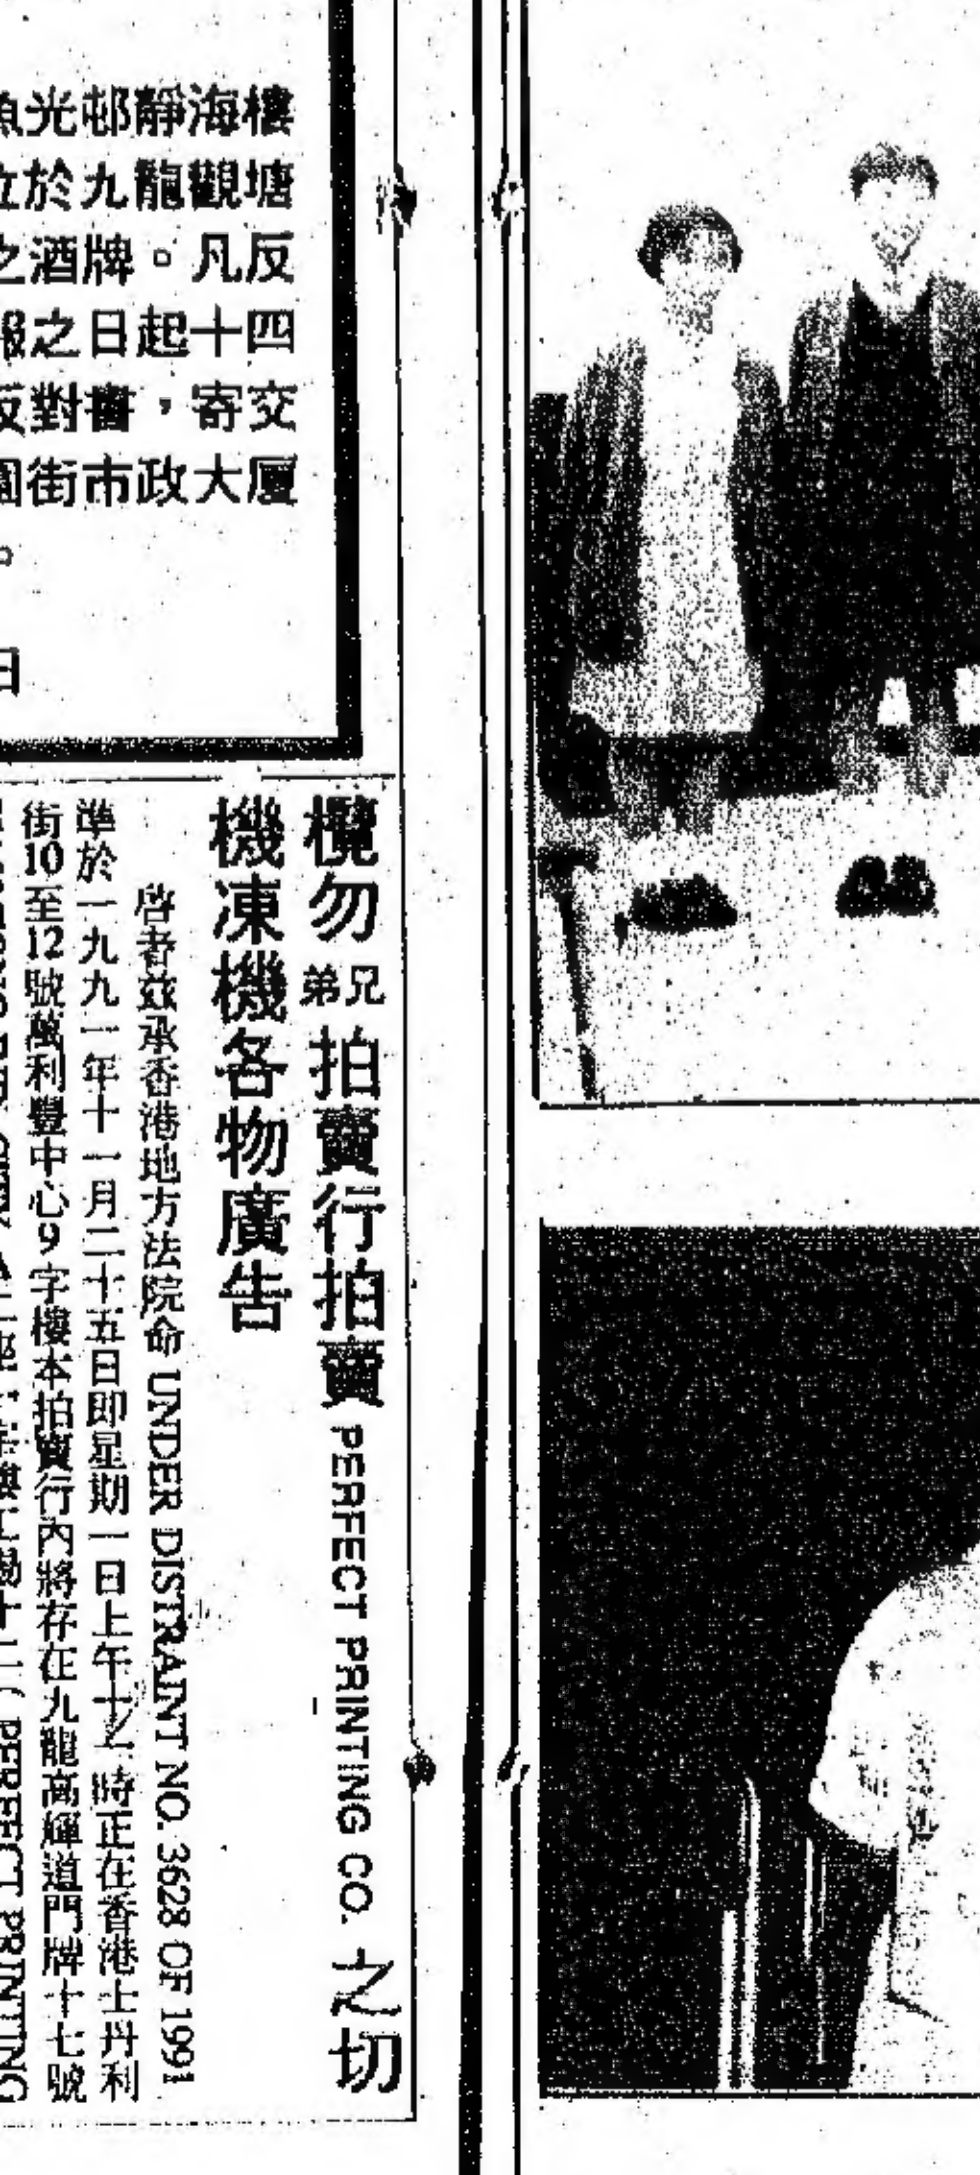 魚光邨靜海樓
位於九龍觀塘
之酒牌。凡反
報之日起十四
反對書，寄交
園街市政大厦
。
日
欖勿兄弟拍賣行拍賣 PERFECT PRINTING CO. 之切
機凍機各物廣告
啓者茲承香港地方法院命 UNDER DISTRAINT NO. 3628 OF 1991
準於一九九一年十一月二十五日即星期一日上午十 時正在香港士丹利
街10至12號萬利豐中心9字樓本拍賣行內將存在九龍高輝道門牌十七號
PERFECT PRINTING